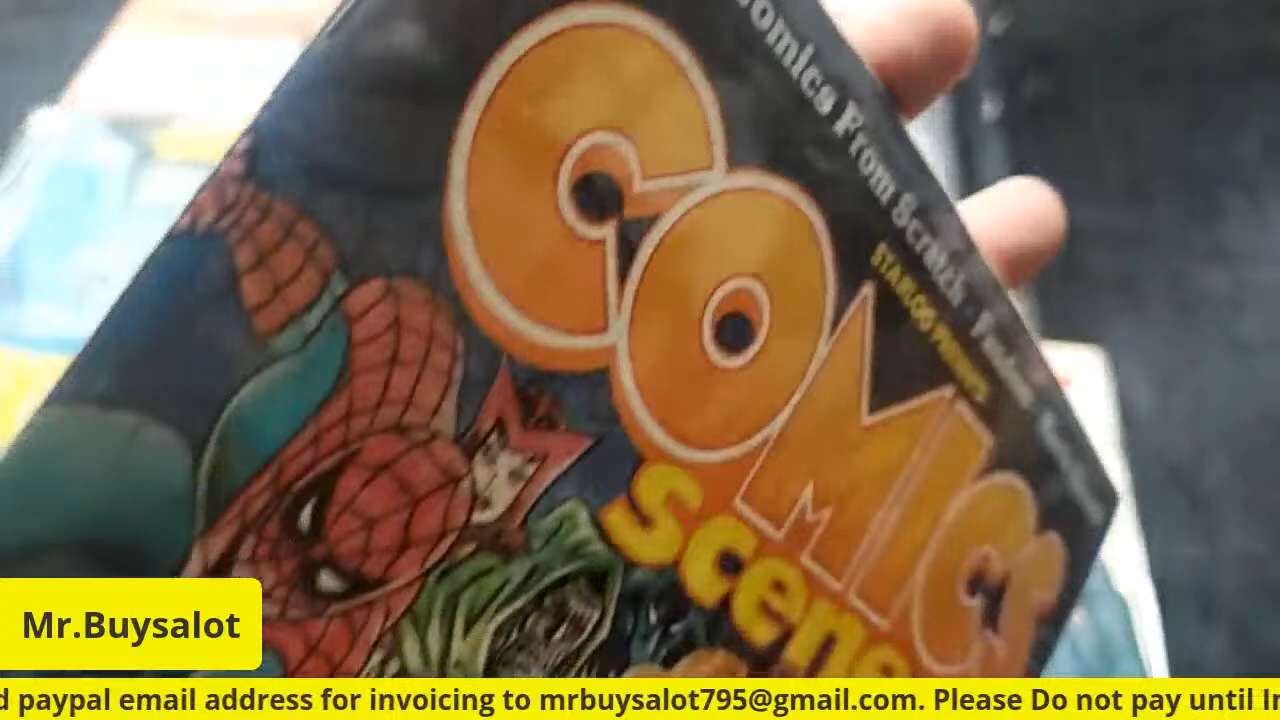 Comics From Scratch
STARLOG PRESENTS
COMICS
scene
Mr.Buysalot
d paypal email address for invoicing to mrbuysalot795@gmail.com. Please Do not pay until In